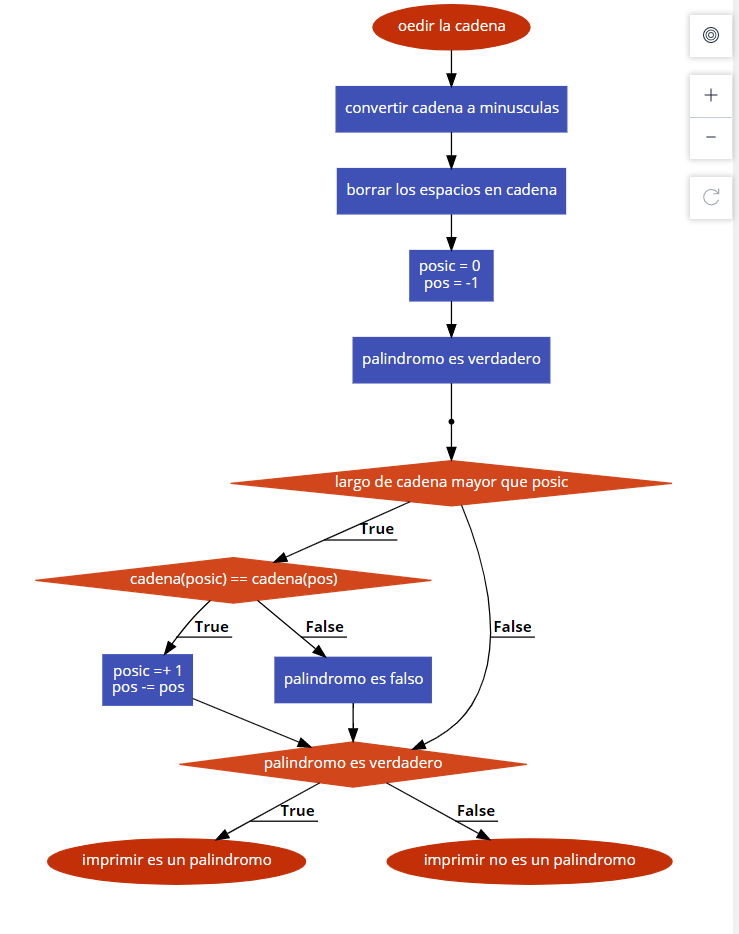 oedir la cadena
convertir cadena a minusculas
borrar los espacios en cadena
posic = 0
pos = -1
palindromo es verdadero
largo de cadena mayor que posic
True
cadena(posic) == cadena(pos)
True
False
False
posic =+ 1
pos -= pos
palindromo es falso
palindromo es verdadero
True
False
imprimir es un palindromo
imprimir no es un palindromo